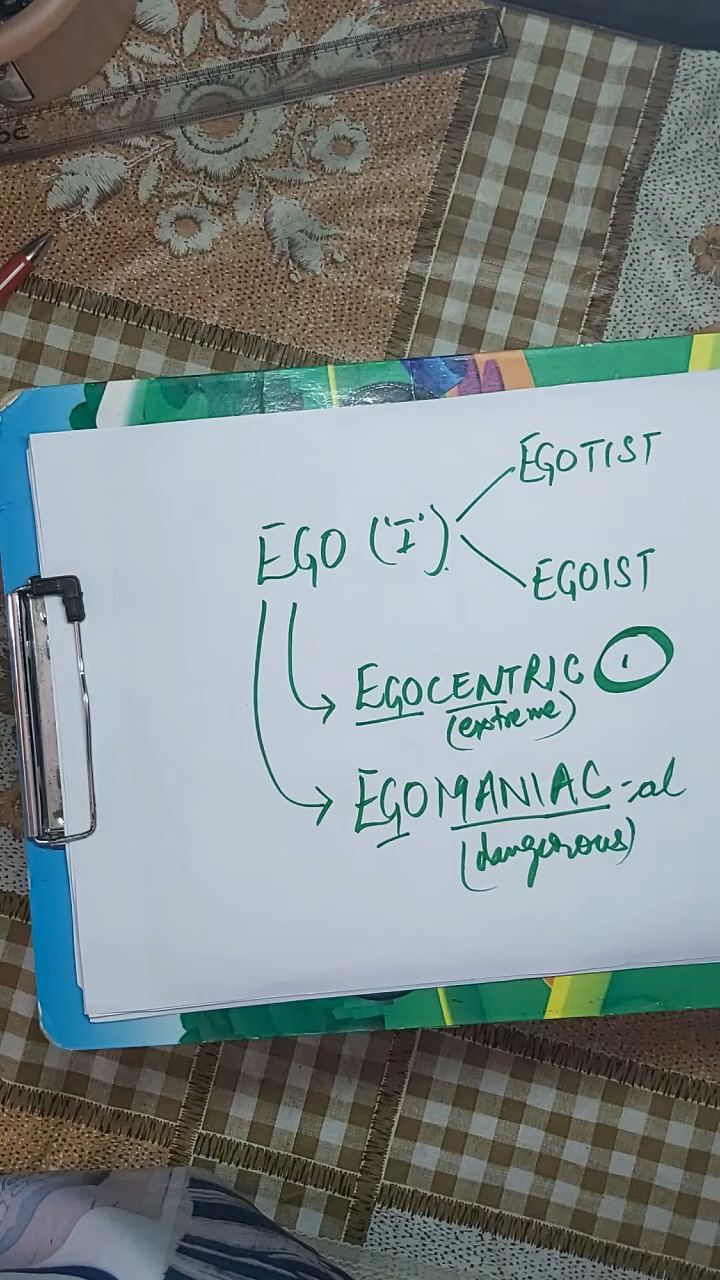 EGOTIST
EGO ('I')
EGOIST
EGOCENTRIC 1
(extreme)
EGOMANIAC-al
(dangerous)